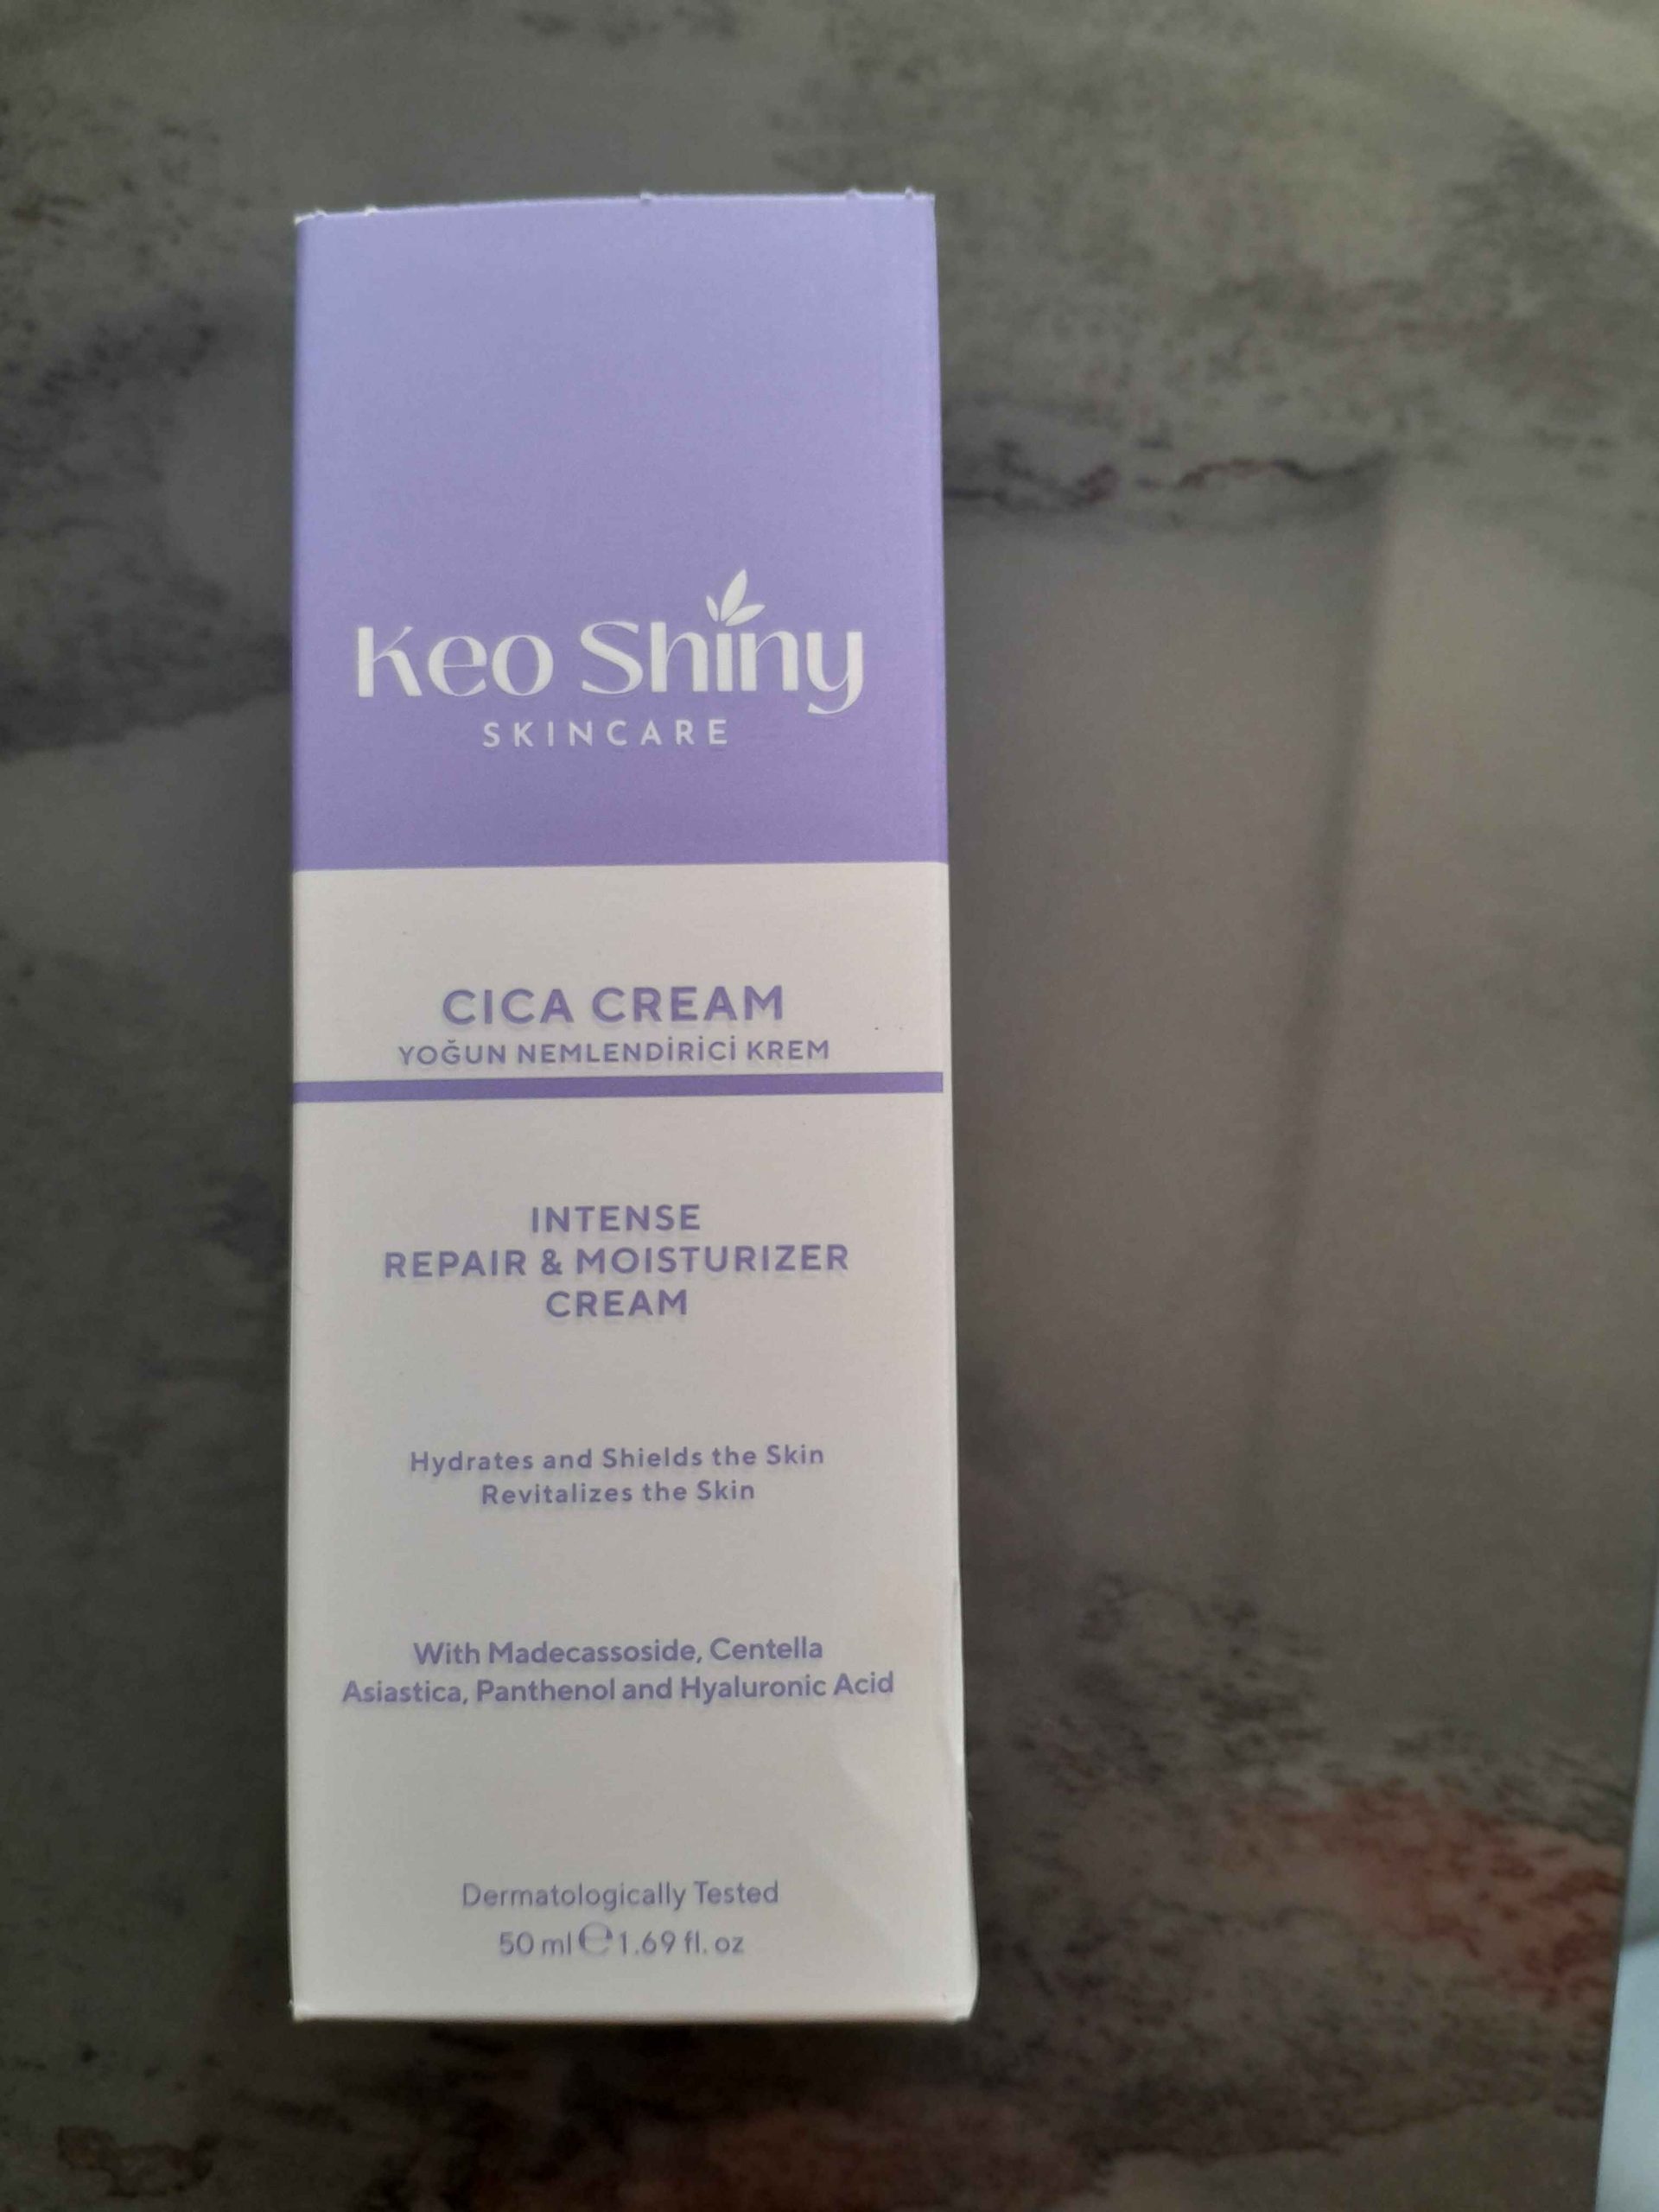 Keo Shiny
SKINCARE
CICA CREAM
YOĞUN NEMLENDİRİCİ KREM
INTENSE
REPAIR & MOISTURIZER
CREAM
Hydrates and Shields the Skin
Revitalizes the Skin
With Madecassoside, Centella
Asiastica, Panthenol and Hyaluronic Acid
Dermatologically Tested
50 ml ℮ 1.69 fl. oz